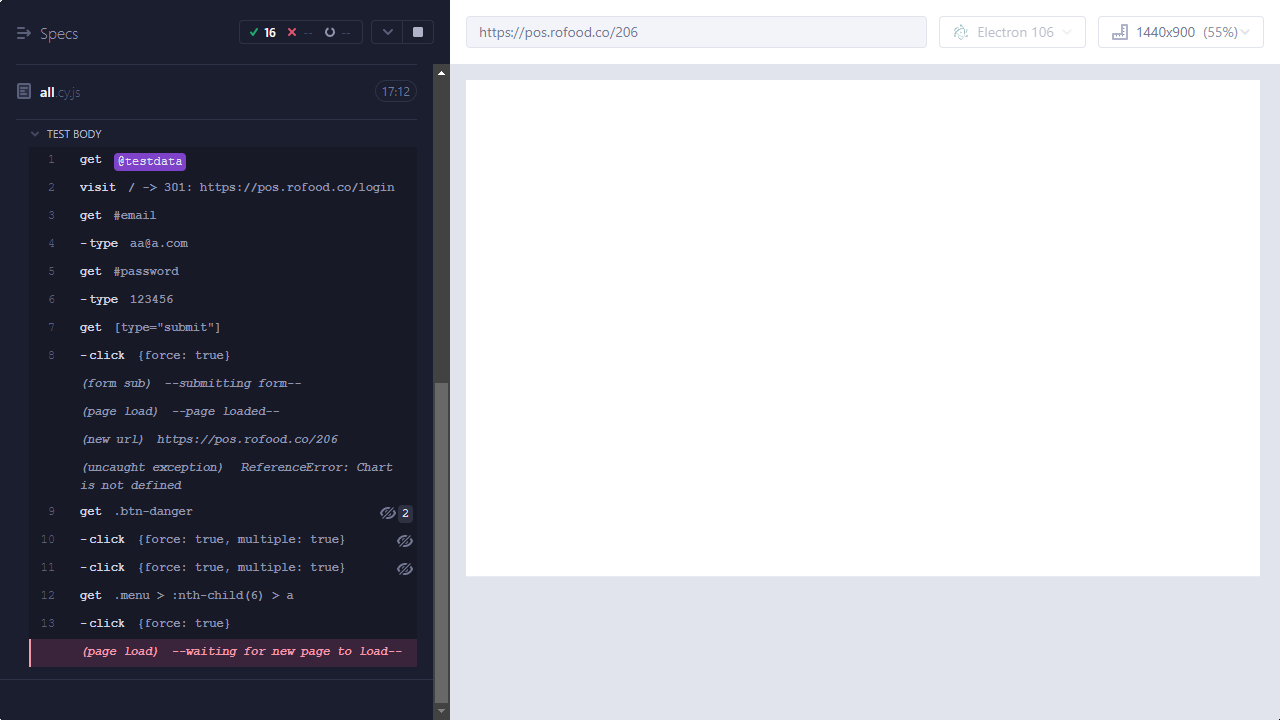 Specs
16
--
--
https://pos.rofood.co/206
Electron 106
1440x900 (55%)
all.cy.js
17:12
TEST BODY
1 get @testdata
2 visit / -> 301: https://pos.rofood.co/login
3 get #email
4 -type aa@a.com
5 get #password
6 -type 123456
7 get [type="submit"]
8 -click {force: true}
(form sub) --submitting form--
(page load) --page loaded--
(new url) https://pos.rofood.co/206
(uncaught exception) ReferenceError: Chart
is not defined
9 get .btn-danger 2
10 -click {force: true, multiple: true}
11 -click {force: true, multiple: true}
12 get .menu > :nth-child(6) > a
13 -click {force: true}
(page load) --waiting for new page to load--